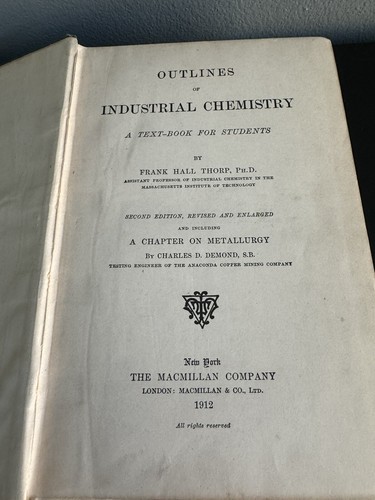 OUTLINES
OF
INDUSTRIAL CHEMISTRY
A TEXT-BOOK FOR STUDENTS
BY
FRANK HALL THORP, PH.D.
ASSISTANT PROFESSOR OF INDUSTRIAL CHEMISTRY IN THE
MASSACHUSETTS INSTITUTE OF TECHNOLOGY
SECOND EDITION, REVISED AND ENLARGED
AND INCLUDING
A CHAPTER ON METALLURGY
BY CHARLES D. DEMOND, S.B.
TESTING ENGINEER OF THE ANACONDA COPPER MINING COMPANY
New York
THE MACMILLAN COMPANY
LONDON: MACMILLAN & CO., LTD.
1912
All rights reserved